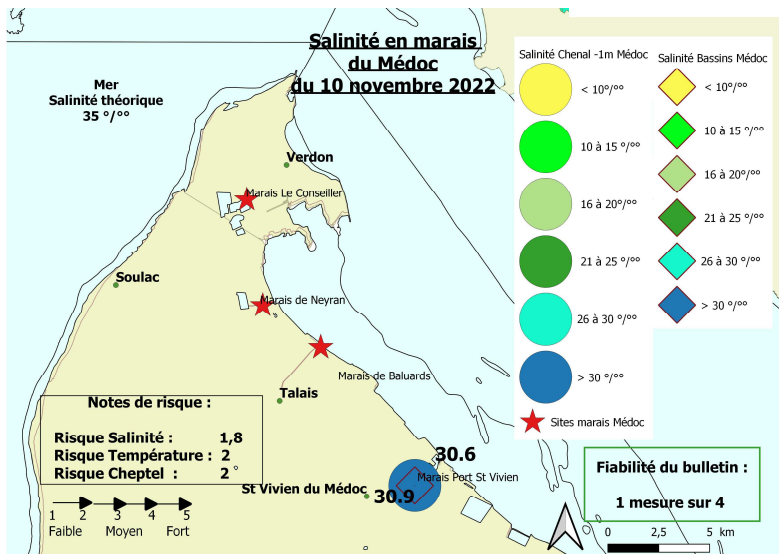 Salinité en marais
du Médoc
du 10 novembre 2022
Mer
Salinité théorique
35 °/°°
Verdon
Marais Le Conseiller
Soulac
Marais de Neyran
Marais de Baluards
Talais
30.6
Marais Port St Vivien
St Vivien du Médoc
30.9
Notes de risque :
Risque Salinité : 1,8
Risque Température : 2
Risque Cheptel : 2°
1 2 3 4 5
Faible Moyen Fort
Salinité Chenal -1m Médoc
< 10°/°°
10 à 15 °/°°
16 à 20°/°°
21 à 25 °/°°
26 à 30 °/°°
> 30 °/°°
Sites marais Médoc
Salinité Bassins Médoc
< 10°/°°
10 à 15 °/°°
16 à 20°/°°
21 à 25 °/°°
26 à 30 °/°°
> 30 °/°°
Fiabilité du bulletin :
1 mesure sur 4
0 2,5 5 km